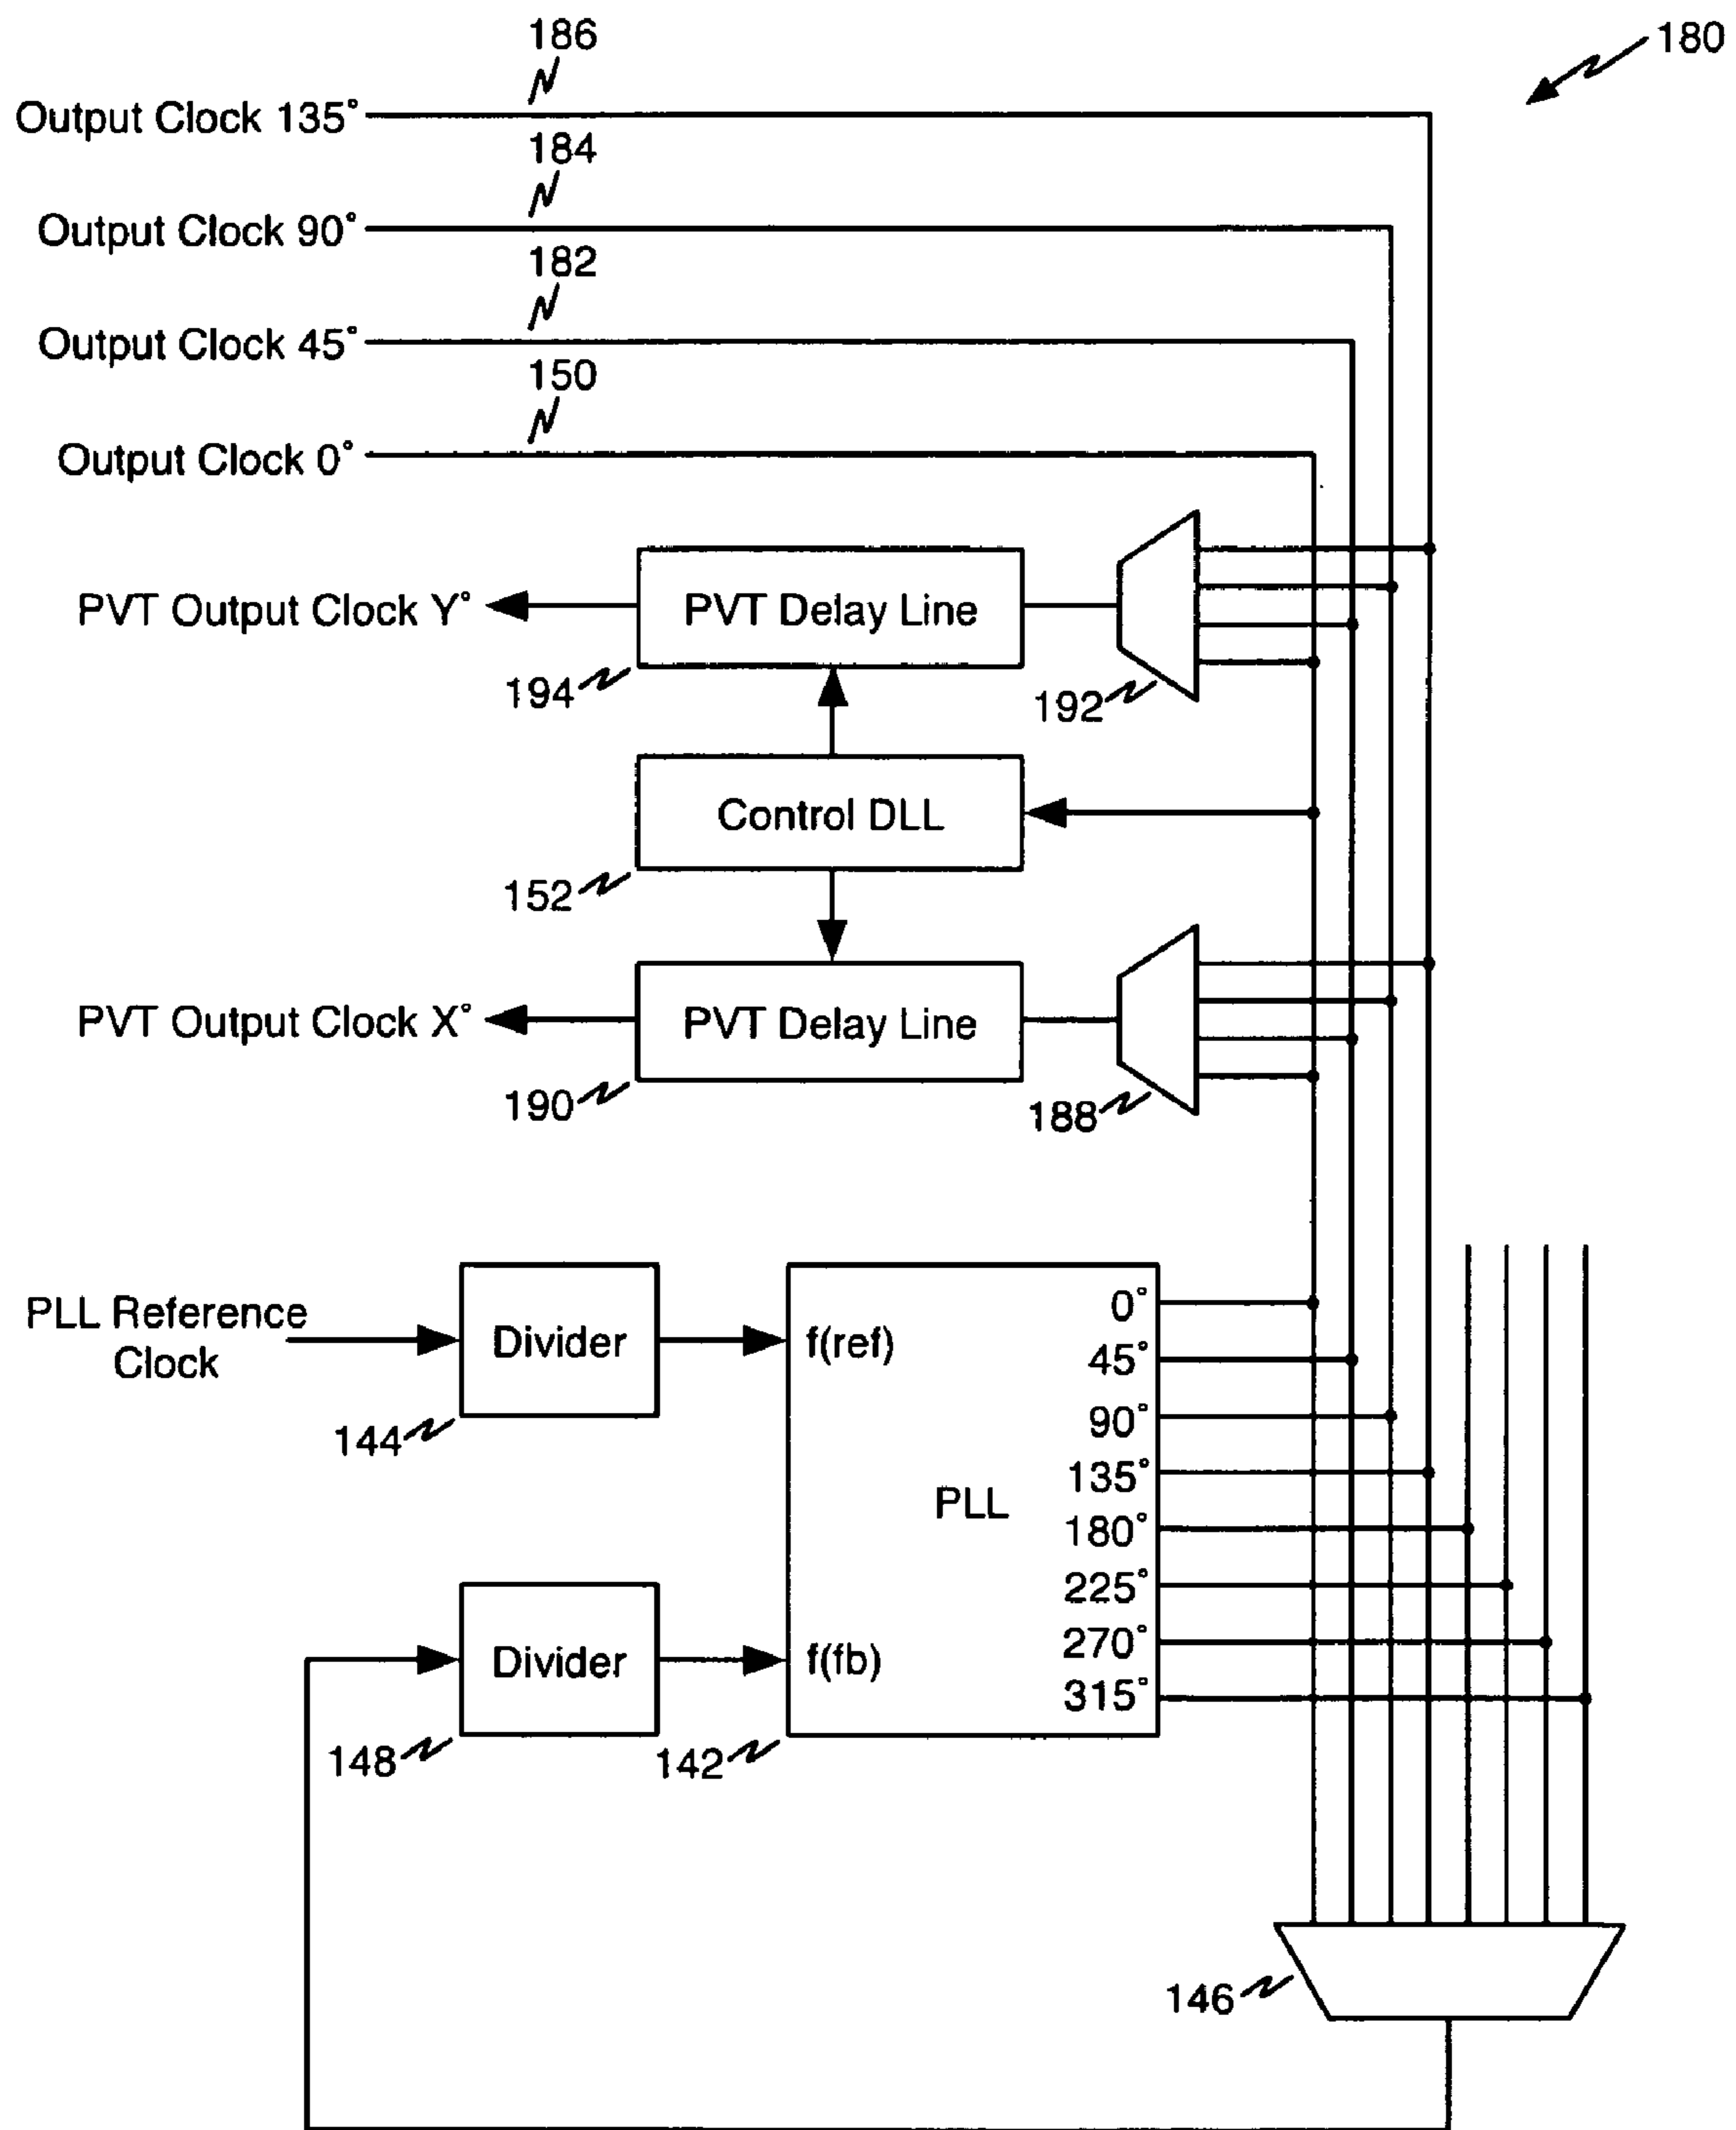 186
180
Output Clock 135°
184
Output Clock 90°
182
Output Clock 45°
150
Output Clock 0°
PVT Output Clock Y°
PVT Delay Line
194
192
Control DLL
152
PVT Output Clock X°
PVT Delay Line
190
188
PLL Reference
Clock
Divider
144
f(ref)
0°
45°
90°
135°
PLL
180°
225°
270°
315°
Divider
148
f(fb)
142
146